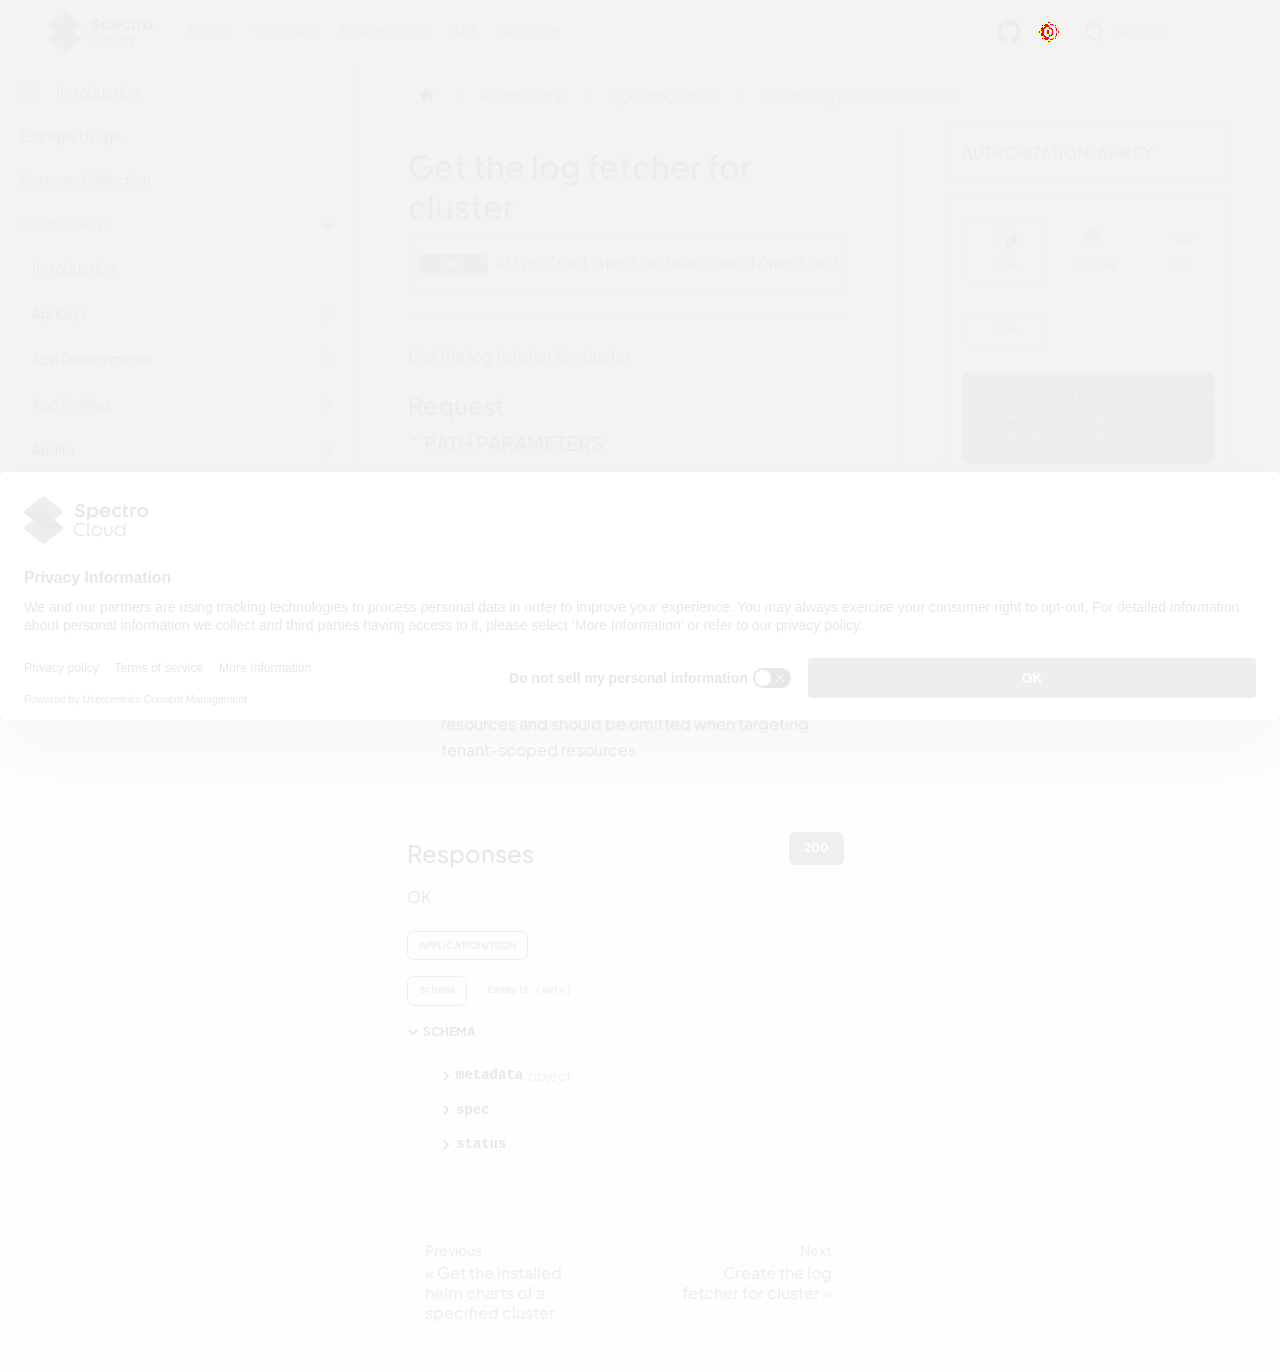 Spectro
Cloud
Docs Tutorials Downloads API latest
Search
Introduction
Example Usage
Postman Collection
Palette API V1
Introduction
Api Keys
App Deployments
App Profiles
Audits
Palette API V1
Spectroclusters
Get the log fetcher for cluster
Get the log fetcher for
cluster
GET https://api.spectrocloud.com/v1/spectroclu
Get the log fetcher for cluster
Request
PATH PARAMETERS
AUTHORIZATION: APIKEY
CURL PYTHON GO
CURL
Spectro
Cloud
Privacy Information
We and our partners are using tracking technologies to process personal data in order to improve your experience. You may always exercise your consumer right to opt-out. For detailed information
about personal information we collect and third parties having access to it, please select ‘More Information’ or refer to our privacy policy.
Privacy policy Terms of service More Information
Powered by Usercentrics Consent Management
Do not sell my personal information
OK
resources and should be omitted when targeting
tenant-scoped resources.
Responses
200
OK
APPLICATION/JSON
Schema Example (auto)
SCHEMA
metadata object
spec
status
Previous
« Get the installed
helm charts of a
specified cluster
Next
Create the log
fetcher for cluster »